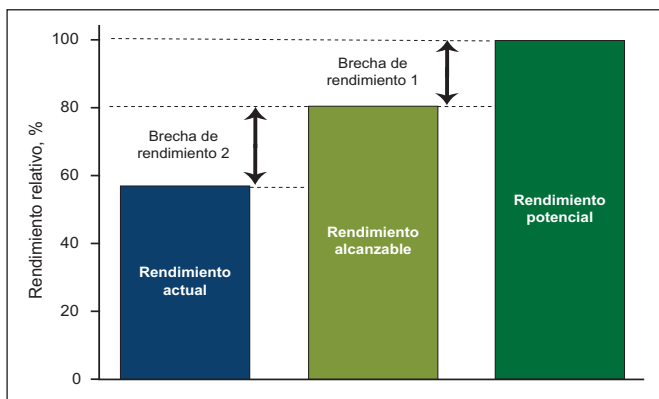 Rendimiento relativo, %
100
80
60
40
20
0
Brecha de
rendimiento 1
Brecha de
rendimiento 2
Rendimiento
actual
Rendimiento
alcanzable
Rendimiento
potencial